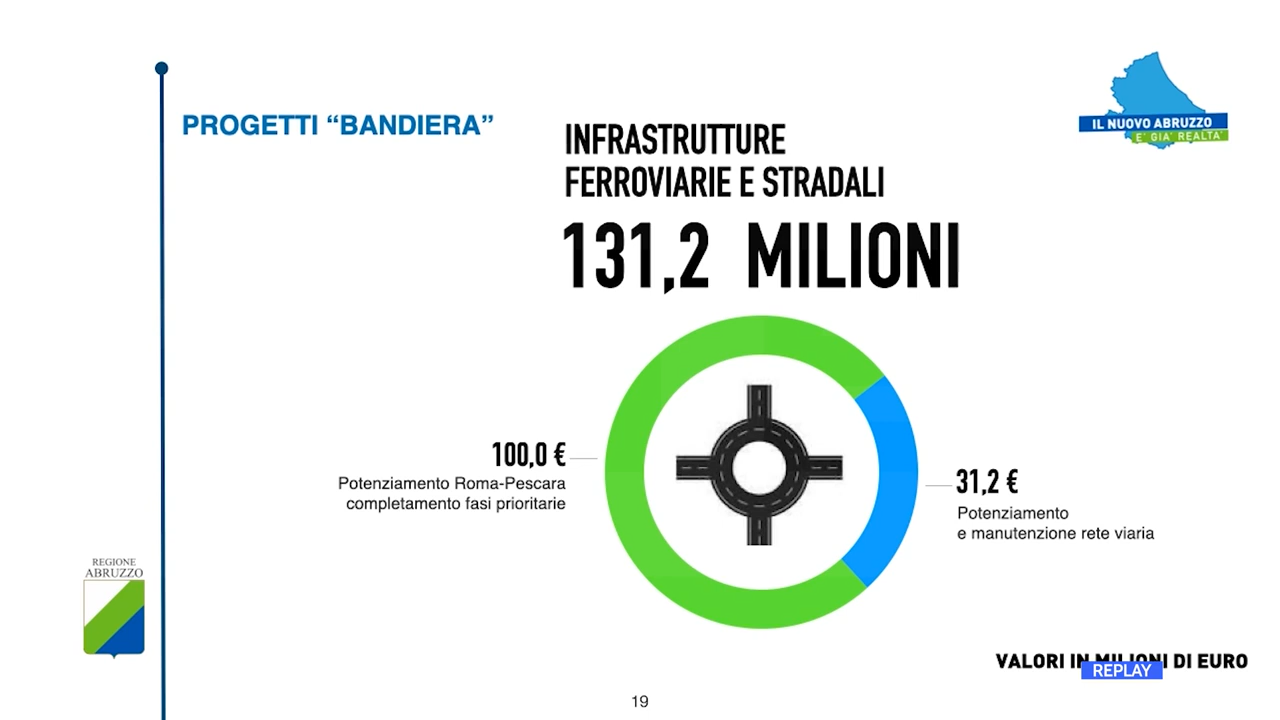 PROGETTI “BANDIERA”
INFRASTRUTTURE
FERROVIARIE E STRADALI
131,2 MILIONI
IL NUOVO ABRUZZO
E' GIA' REALTA'
100,0 €
Potenziamento Roma-Pescara
completamento fasi prioritarie
31,2 €
Potenziamento
e manutenzione rete viaria
REGIONE
ABRUZZO
VALORI IN MILIONI DI EURO
REPLAY
19